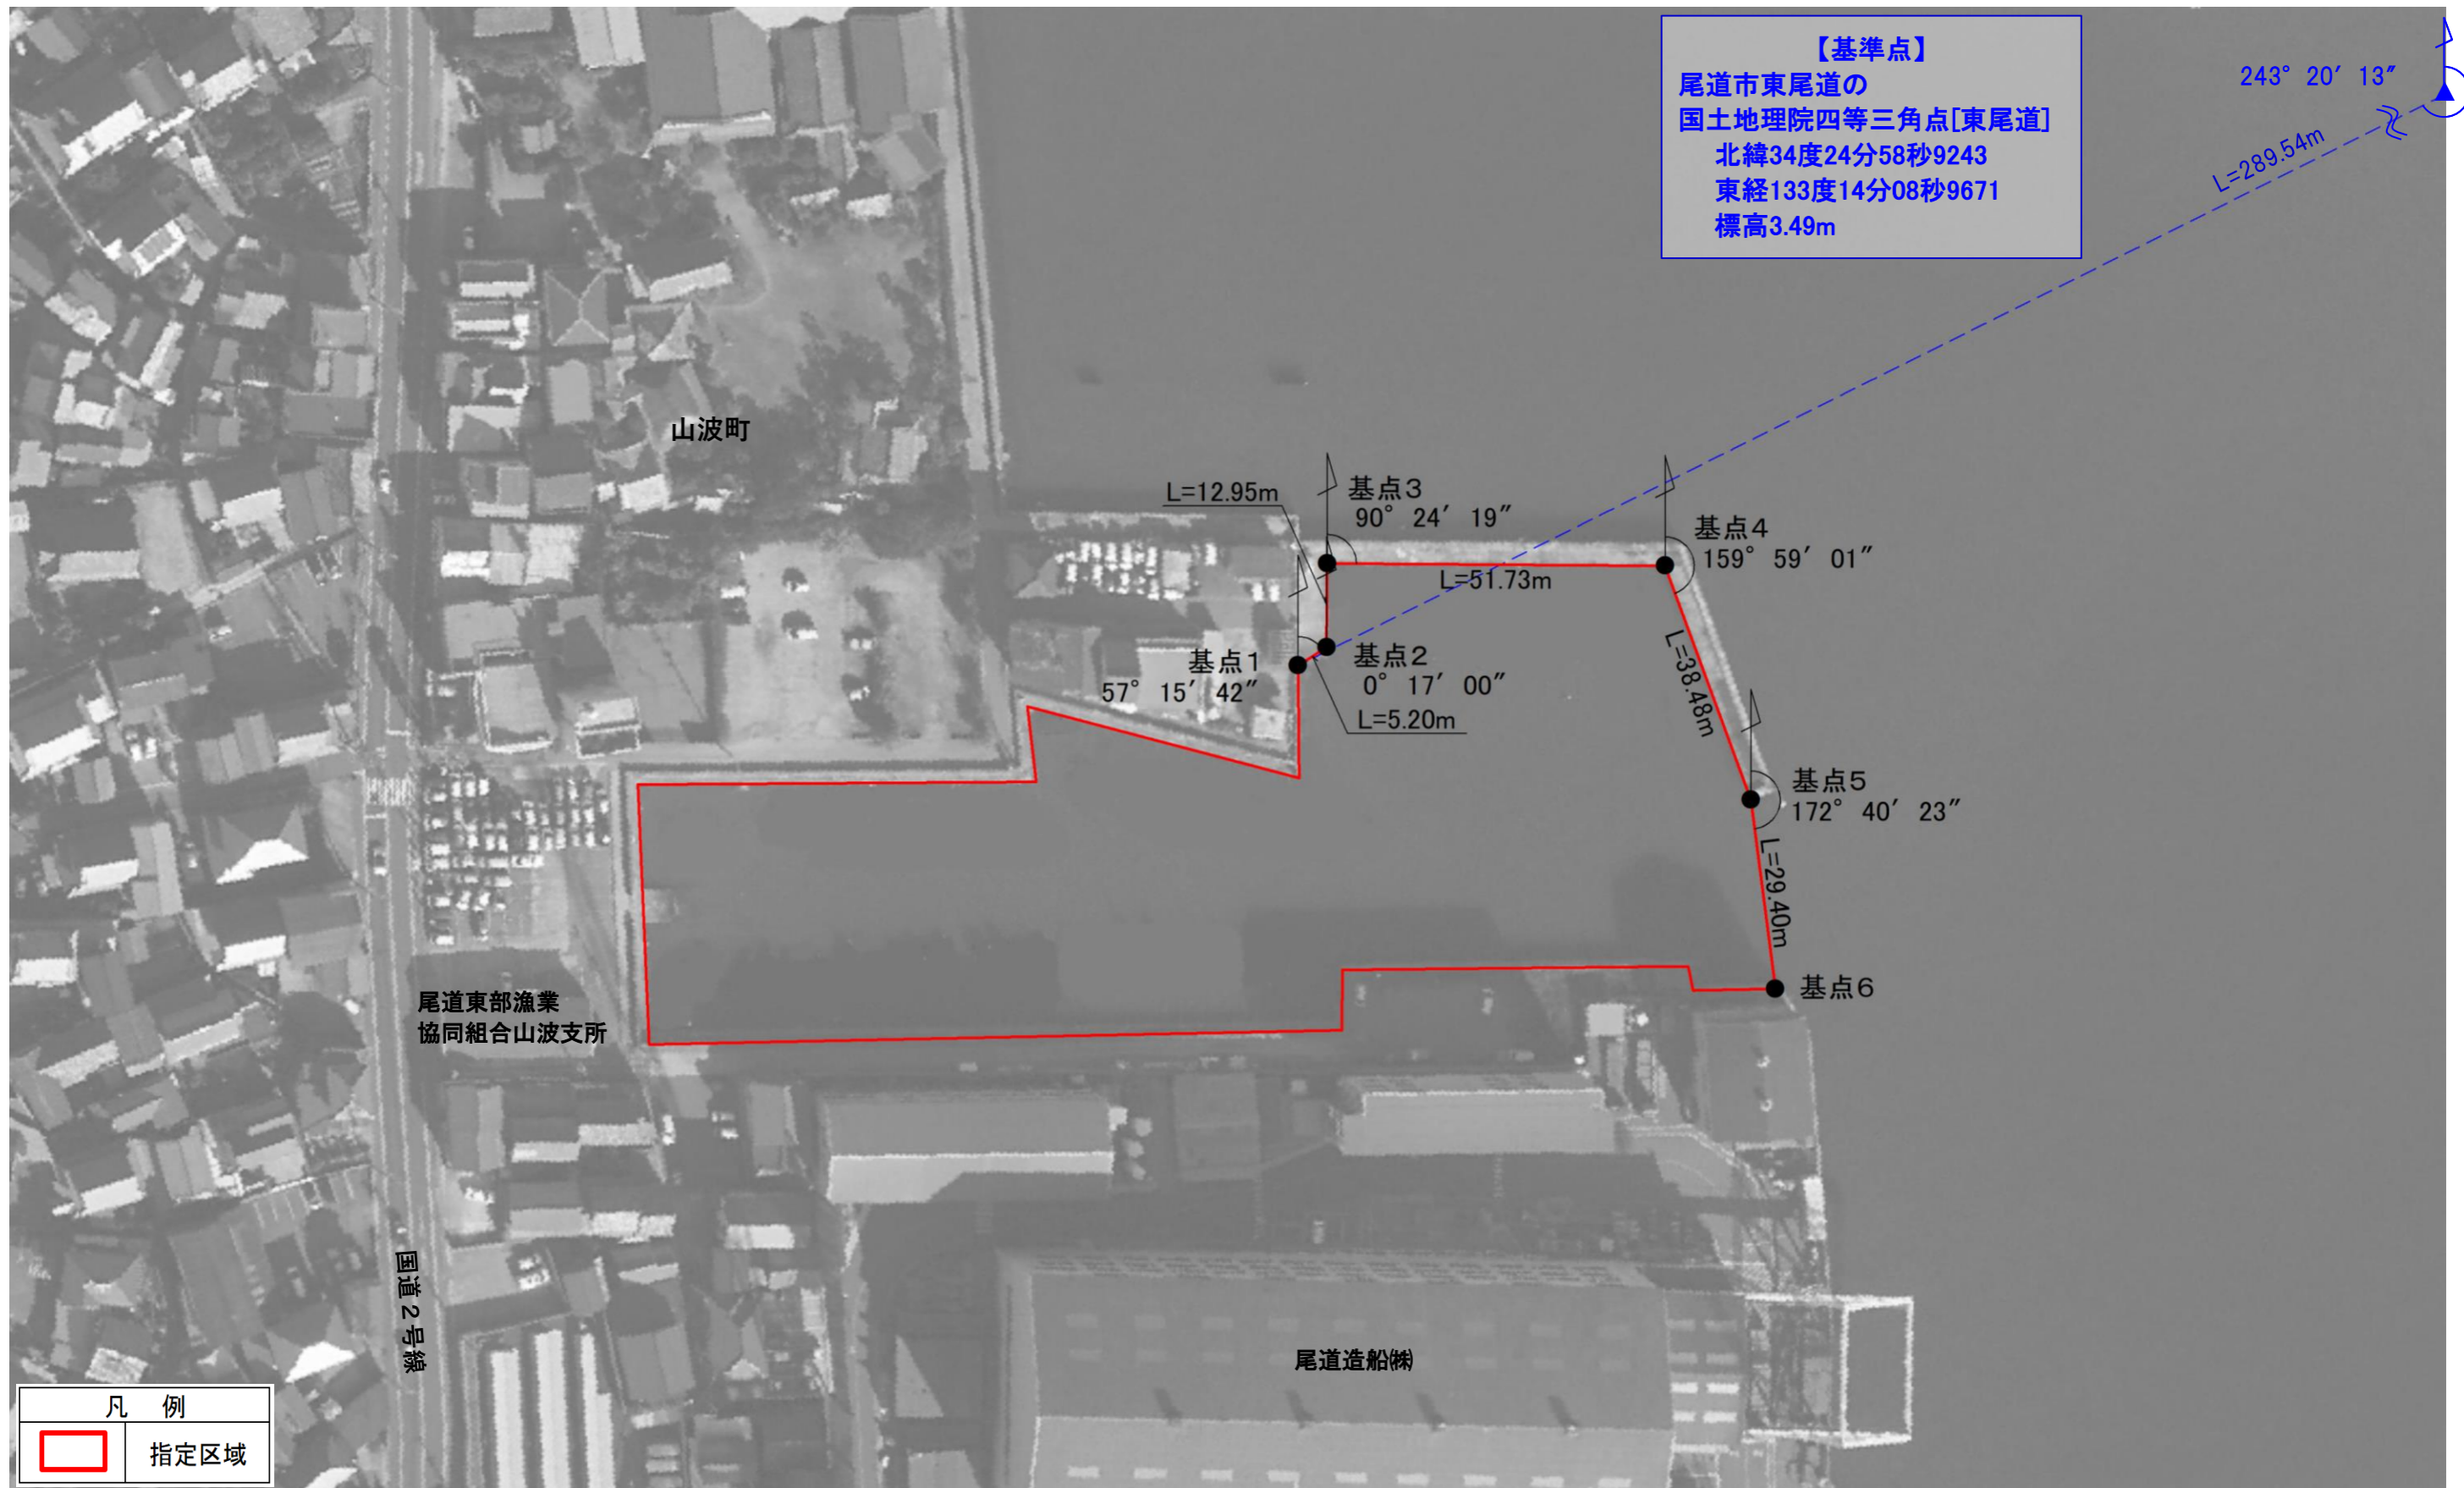 【基準点】
尾道市東尾道の
国土地理院四等三角点[東尾道]
北緯34度24分58秒9243
東経133度14分08秒9671
標高3.49m
243° 20′ 13″
L=289.54m
山波町
L=12.95m
基点3
90° 24′ 19″
L=51.73m
基点4
159° 59′ 01″
基点1
57° 15′ 42″
基点2
0° 17′ 00″
L=5.20m
L=38.48m
基点5
172° 40′ 23″
L=29.40m
基点6
尾道東部漁業
協同組合山波支所
国道2号線
尾道造船㈱
凡 例
指定区域